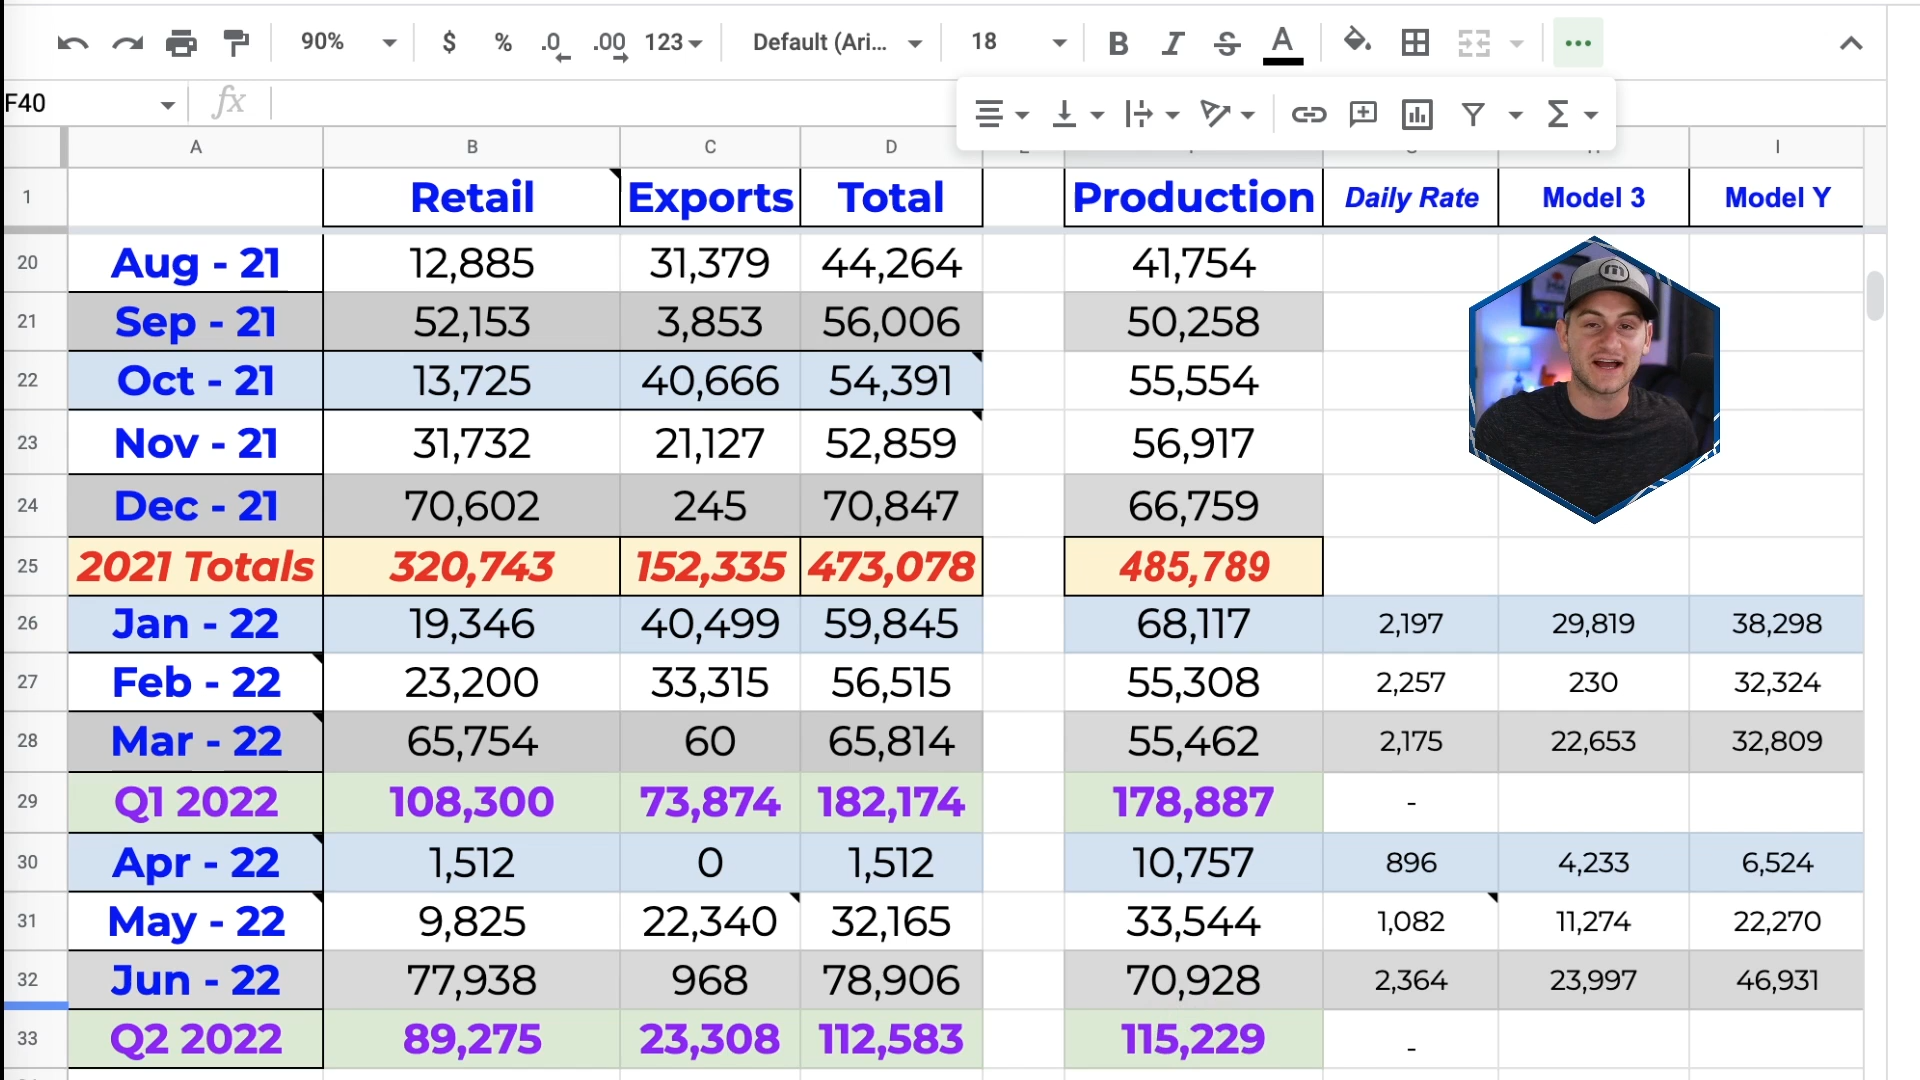 90% $ % .0 .00 123 Default (Ari... 18 B I S A
F40 fx
A B C D I
1 Retail Exports Total Production Daily Rate Model 3 Model Y
20 Aug - 21 12,885 31,379 44,264 41,754
21 Sep - 21 52,153 3,853 56,006 50,258
22 Oct - 21 13,725 40,666 54,391 55,554
23 Nov - 21 31,732 21,127 52,859 56,917
24 Dec - 21 70,602 245 70,847 66,759
25 2021 Totals 320,743 152,335 473,078 485,789
26 Jan - 22 19,346 40,499 59,845 68,117 2,197 29,819 38,298
27 Feb - 22 23,200 33,315 56,515 55,308 2,257 230 32,324
28 Mar - 22 65,754 60 65,814 55,462 2,175 22,653 32,809
29 Q1 2022 108,300 73,874 182,174 178,887 -
30 Apr - 22 1,512 0 1,512 10,757 896 4,233 6,524
31 May - 22 9,825 22,340 32,165 33,544 1,082 11,274 22,270
32 Jun - 22 77,938 968 78,906 70,928 2,364 23,997 46,931
33 Q2 2022 89,275 23,308 112,583 115,229 -